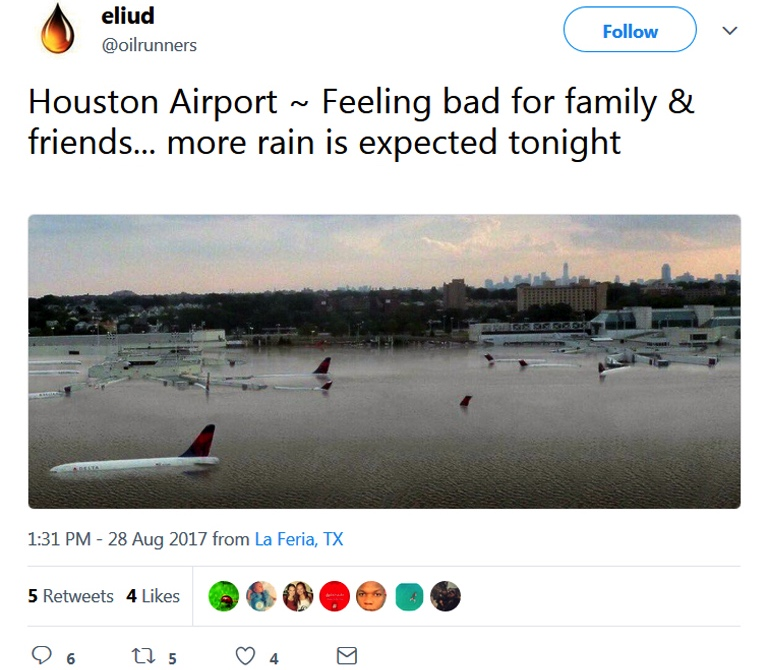 eliud
@oilrunners
Follow
Houston Airport ~ Feeling bad for family &
friends... more rain is expected tonight
DELTA
1:31 PM - 28 Aug 2017 from La Feria, TX
5 Retweets 4 Likes
6 5 4